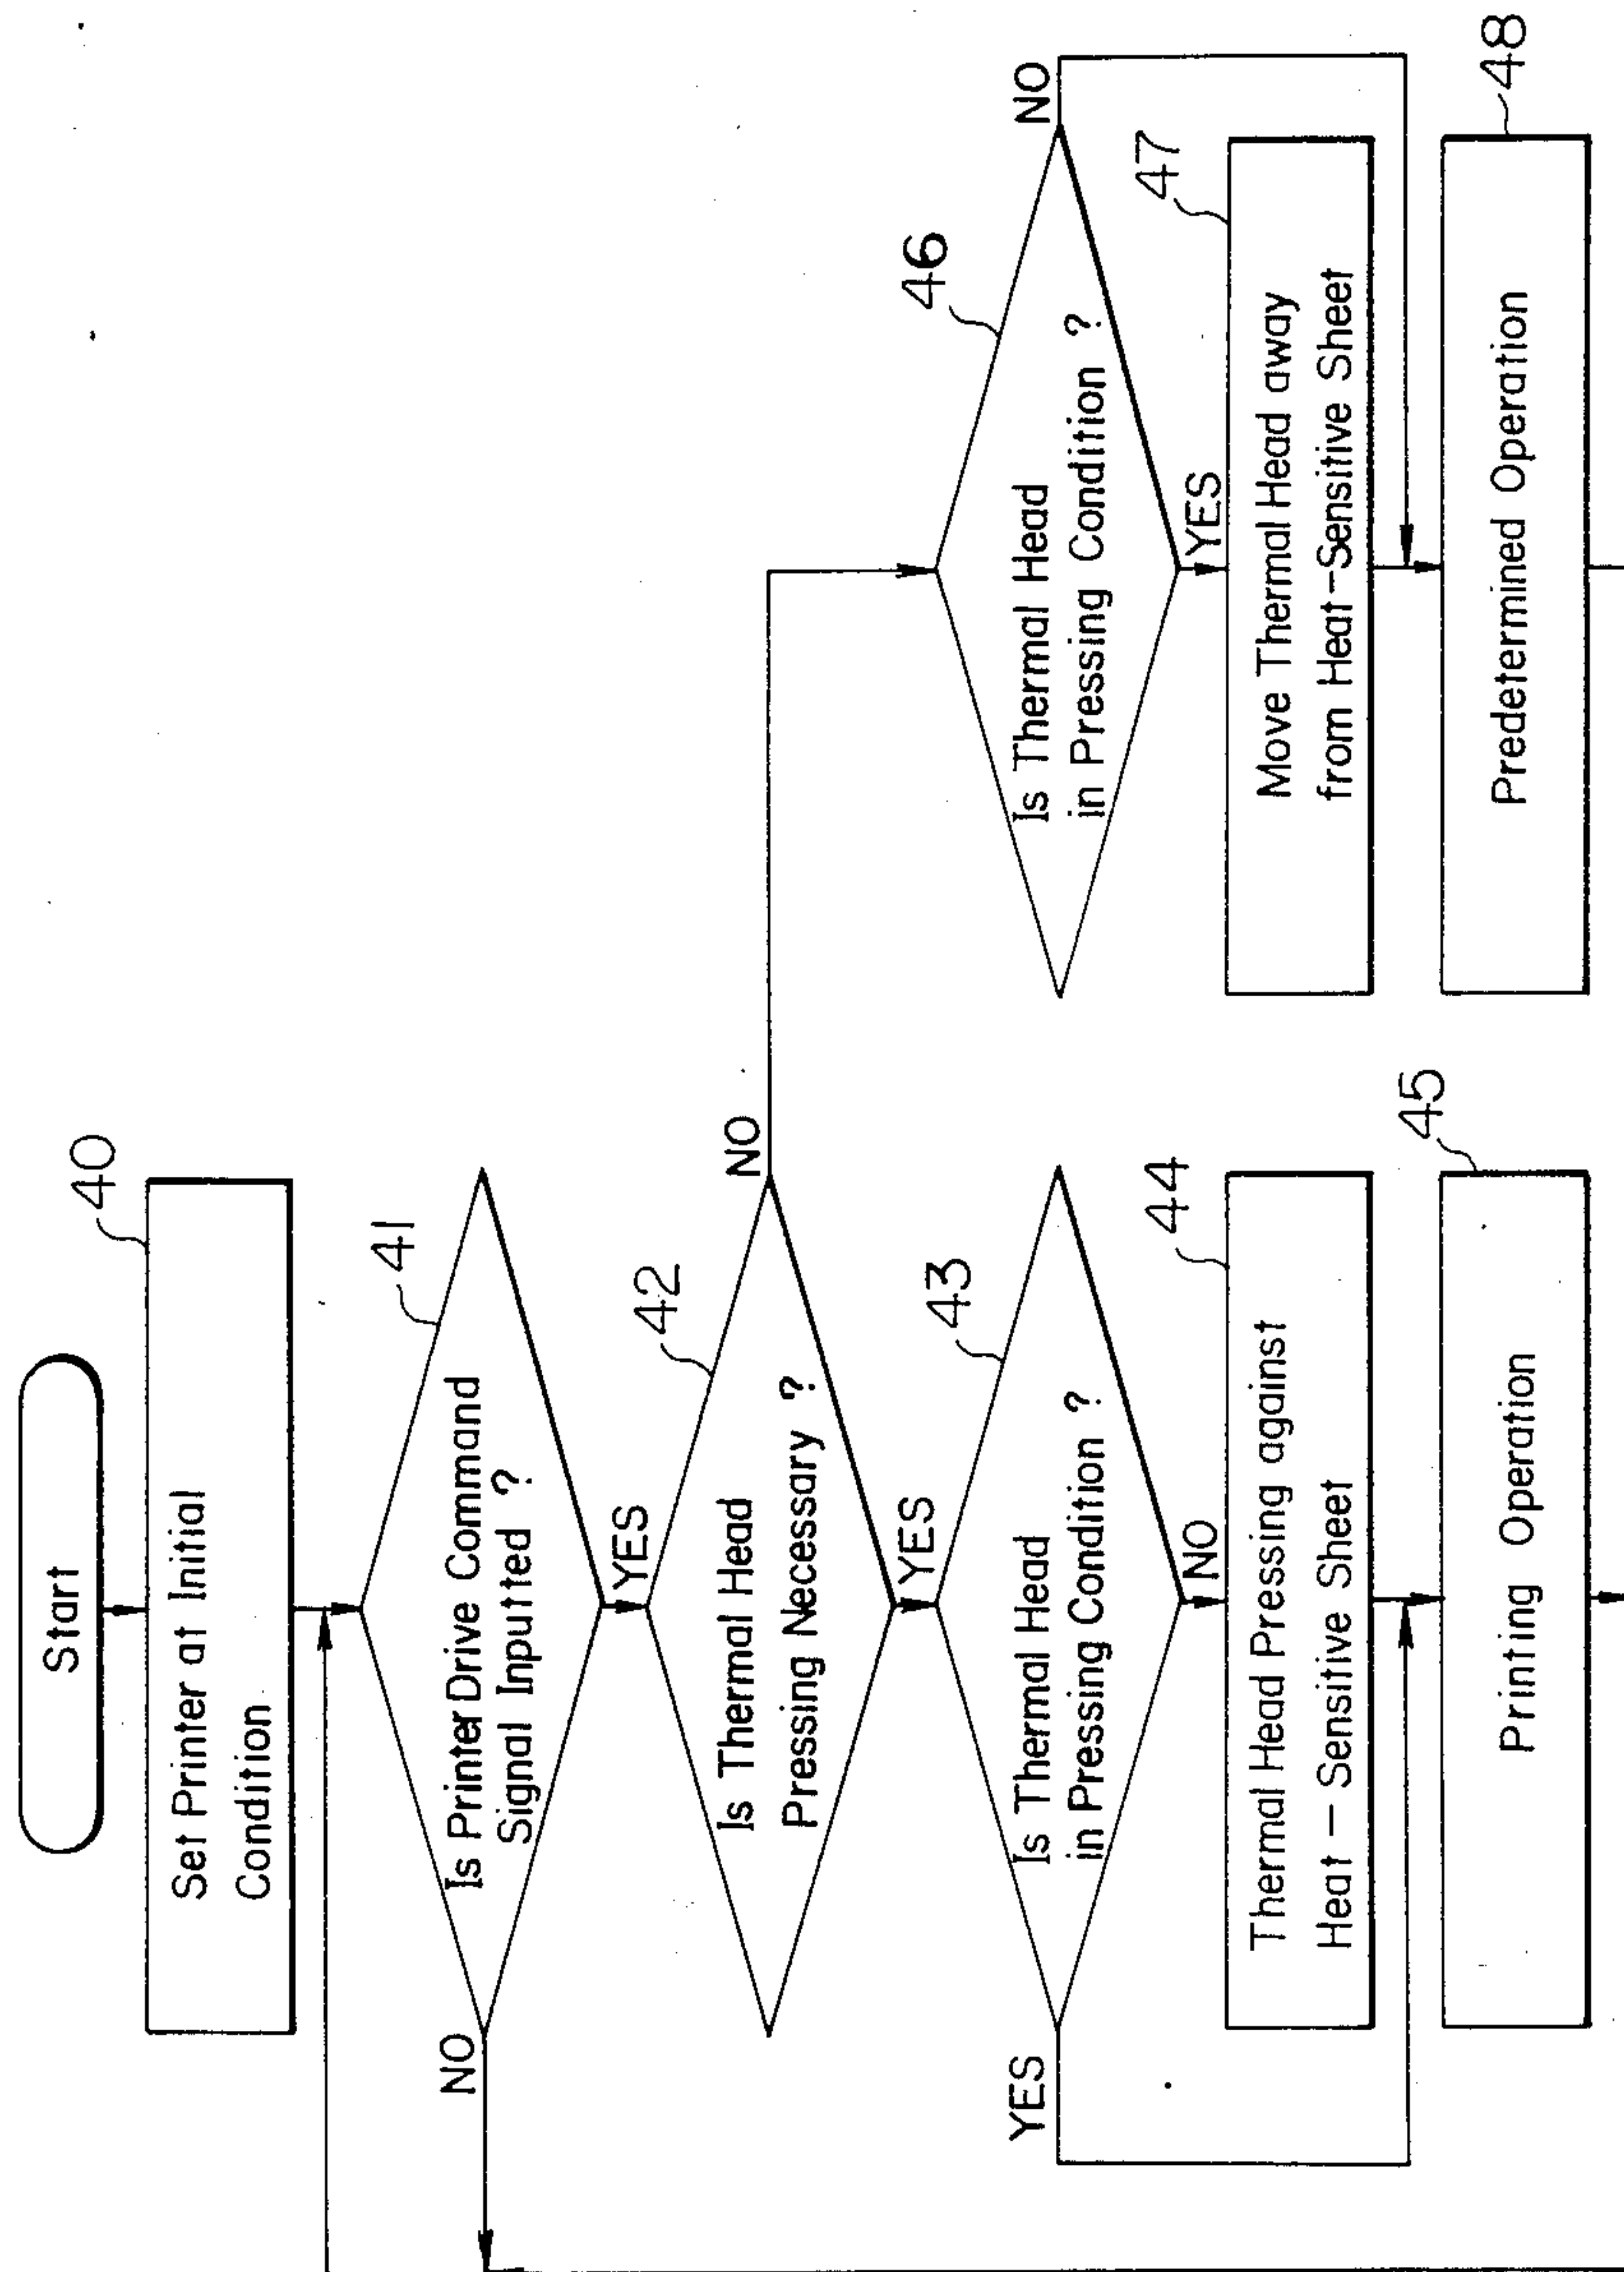 Start
40
Set Printer at Initial
Condition
41
Is Printer Drive Command
Signal Inputted ?
NO
YES
42
Is Thermal Head
Pressing Necessary ?
NO
YES
43
Is Thermal Head
in Pressing Condition ?
YES
NO
44
Thermal Head Pressing against
Heat - Sensitive Sheet
45
Printing Operation
46
Is Thermal Head
in Pressing Condition ?
NO
YES
47
Move Thermal Head away
from Heat-Sensitive Sheet
48
Predetermined Operation